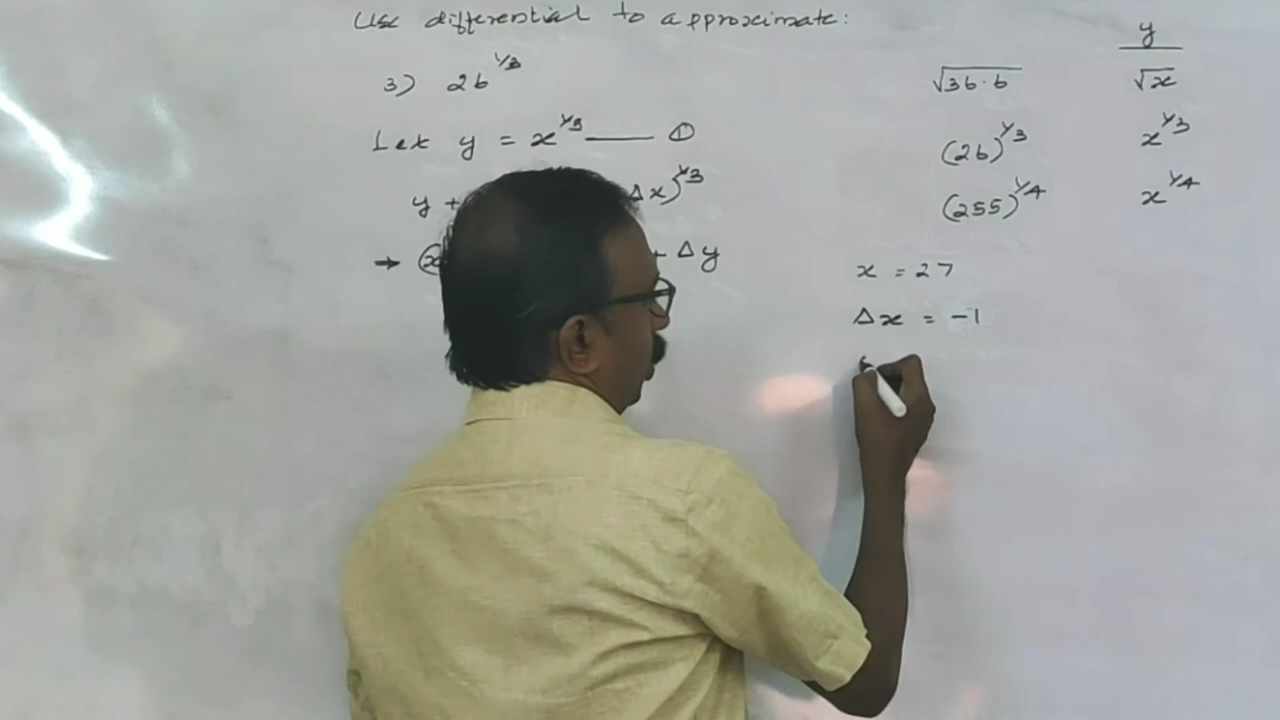 Use differential to approximate:
3) 26^1/3
Let y = x^1/3 —— ①
y + Δx)^1/3
→ (x + Δy
y
√36.6 √x
(26)^1/3 x^1/3
(255)^1/4 x^1/4
x = 27
Δx = -1